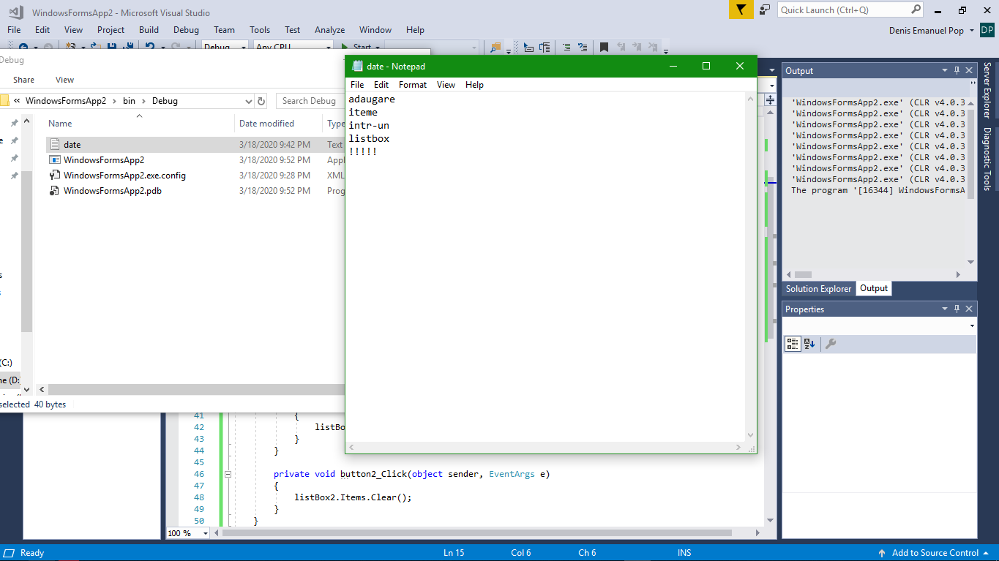 WindowsFormsApp2 - Microsoft Visual Studio
Quick Launch (Ctrl+Q)
File Edit View Project Build Debug Team Tools Test Analyze Window Help
Denis Emanuel Pop DP
Debug Any CPU Start
Debug
Share View
« WindowsFormsApp2 > bin > Debug
Search Debug
Name Date modified Type
date 3/18/2020 9:42 PM Text
WindowsFormsApp2 3/18/2020 9:52 PM Appl
WindowsFormsApp2.exe.config 3/18/2020 9:28 PM XML
WindowsFormsApp2.pdb 3/18/2020 9:52 PM Prog
(C:)
ne (D:)
selected 40 bytes
date - Notepad
File Edit Format View Help
adaugare
iteme
intr-un
listbox
!!!!!
41 {
42 listBo
43 }
44 }
45
46 private void button2_Click(object sender, EventArgs e)
47 {
48 listBox2.Items.Clear();
49 }
50 }
100 %
Output
'WindowsFormsApp2.exe' (CLR v4.0.3
'WindowsFormsApp2.exe' (CLR v4.0.3
'WindowsFormsApp2.exe' (CLR v4.0.3
'WindowsFormsApp2.exe' (CLR v4.0.3
'WindowsFormsApp2.exe' (CLR v4.0.3
'WindowsFormsApp2.exe' (CLR v4.0.3
'WindowsFormsApp2.exe' (CLR v4.0.3
'WindowsFormsApp2.exe' (CLR v4.0.3
The program '[16344] WindowsFormsA
Solution Explorer Output
Properties
Server Explorer
Diagnostic Tools
Ready Ln 15 Col 6 Ch 6 INS Add to Source Control